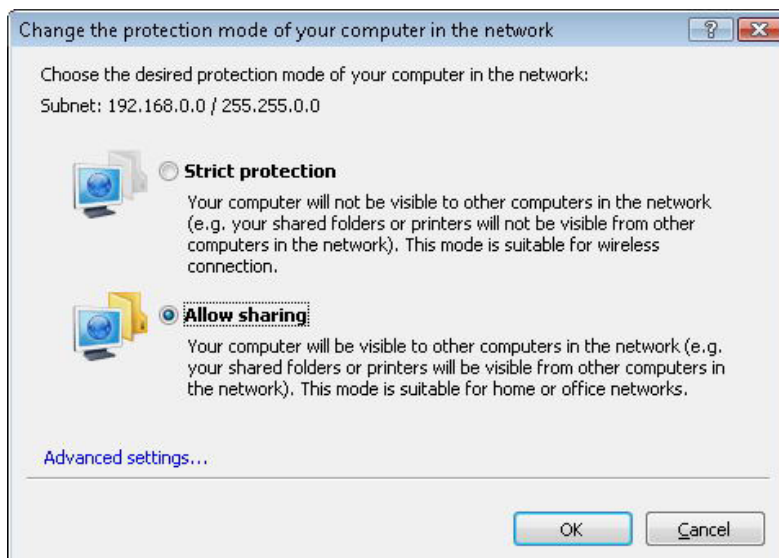 Change the protection mode of your computer in the network
Choose the desired protection mode of your computer in the network:
Subnet: 192.168.0.0 / 255.255.0.0
Strict protection
Your computer will not be visible to other computers in the network
(e.g. your shared folders or printers will not be visible from other
computers in the network). This mode is suitable for wireless
connection.
Allow sharing
Your computer will be visible to other computers in the network (e.g.
your shared folders or printers will be visible from other computers in
the network). This mode is suitable for home or office networks.
Advanced settings...
OK
Cancel